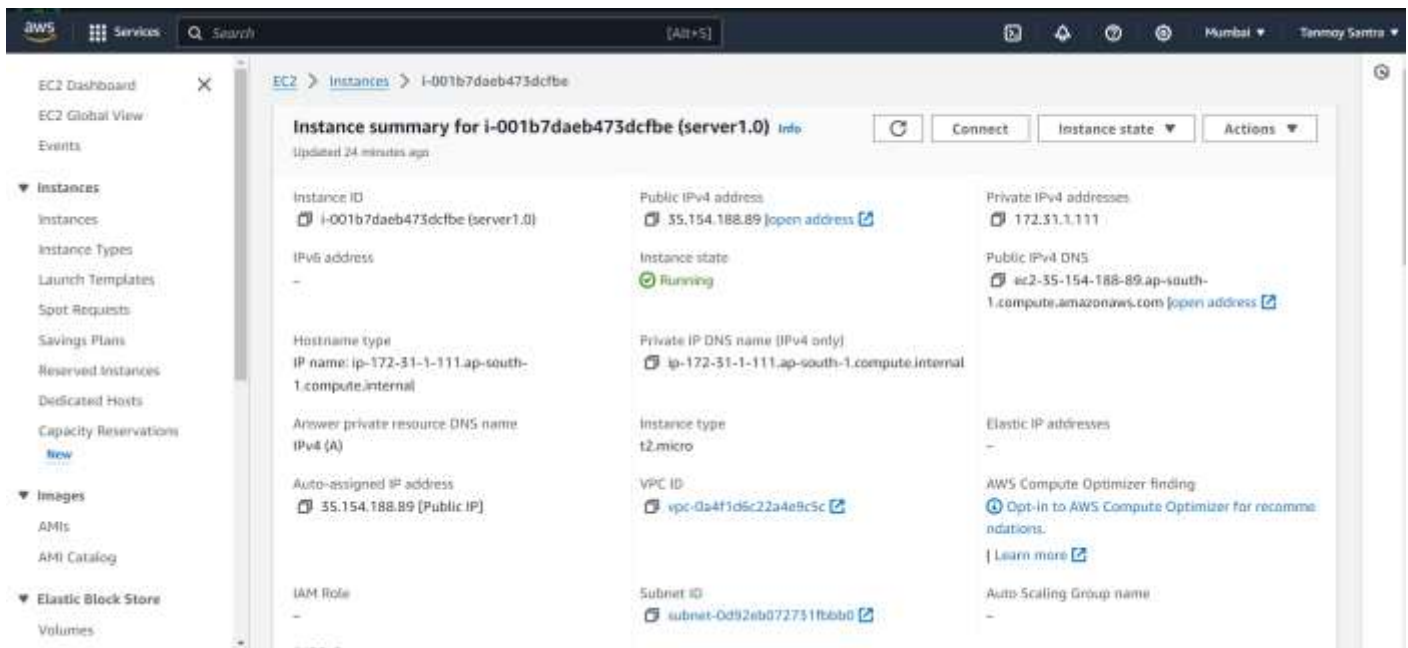 aws
Services
Search
[Alt+S]
Mumbai
Tanmoy Santra
EC2 Dashboard
EC2 Global View
Events
Instances
Instances
Instance Types
Launch Templates
Spot Requests
Savings Plans
Reserved Instances
Dedicated Hosts
Capacity Reservations
New
Images
AMIs
AMI Catalog
Elastic Block Store
Volumes
EC2 > Instances > i-001b7daeb473dcfbe
Instance summary for i-001b7daeb473dcfbe (server1.0) Info
Updated 24 minutes ago
Connect
Instance state
Actions
Instance ID
i-001b7daeb473dcfbe (server1.0)
Public IPv4 address
35.154.188.89 |open address
Private IPv4 addresses
172.31.1.111
IPv6 address
–
Instance state
Running
Public IPv4 DNS
ec2-35-154-188-89.ap-south-
1.compute.amazonaws.com |open address
Hostname type
IP name: ip-172-31-1-111.ap-south-
1.compute.internal
Private IP DNS name (IPv4 only)
ip-172-31-1-111.ap-south-1.compute.internal
Answer private resource DNS name
IPv4 (A)
Instance type
t2.micro
Elastic IP addresses
–
Auto-assigned IP address
35.154.188.89 [Public IP]
VPC ID
vpc-0a4f1d6c22a4e9c5c
AWS Compute Optimizer finding
Opt-in to AWS Compute Optimizer for recomme
ndations.
| Learn more
IAM Role
–
Subnet ID
subnet-0d92eb072731fbbb0
Auto Scaling Group name
–